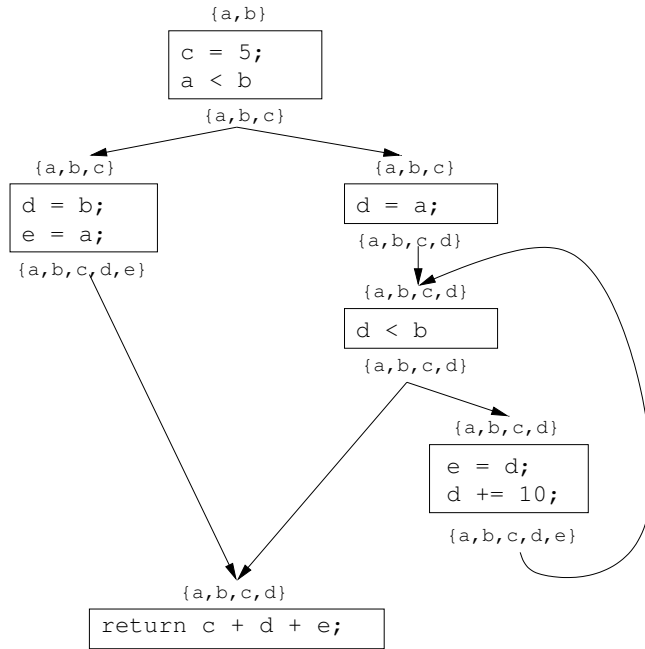 {a,b}
c = 5;
a < b
{a,b,c}
{a,b,c}
d = b;
e = a;
{a,b,c,d,e}
{a,b,c}
d = a;
{a,b,c,d}
{a,b,c,d}
d < b
{a,b,c,d}
{a,b,c,d}
e = d;
d += 10;
{a,b,c,d,e}
{a,b,c,d}
return c + d + e;